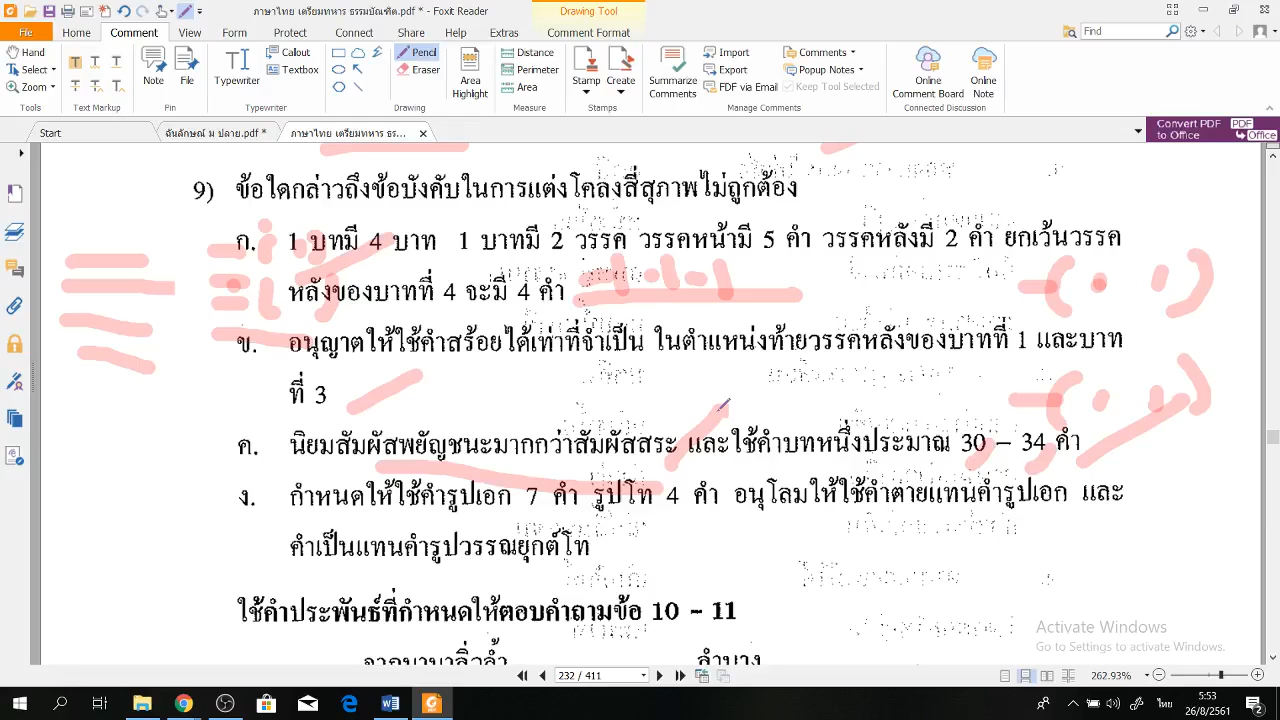 ภาษาไทย เตรียมทหาร ธรรมบัณฑิต.pdf * - Foxit Reader
Drawing Tool
File Home Comment View Form Protect Connect Share Help Extras Comment Format Find
Hand Select Zoom Tools
Text Markup
Note File Pin
Typewriter Callout Textbox Typewriter
Pencil Eraser Drawing
Area Highlight Distance Perimeter Area Measure
Stamp Create Stamps
Summarize Comments Import Export FDF via Email Comments Popup Notes Keep Tool Selected Manage Comments
Online Comment Board Online Note Connected Discussion
Start ฉันลักษณ์ ม ปลาย.pdf * ภาษาไทย เตรียมทหาร ธร... Convert PDF to Office PDF Office
9) ข้อใดกล่าวถึงข้อบังคับในการแต่งโคลงสี่สุภาพไม่ถูกต้อง
ก. 1 บทมี 4 บาท 1 บาทมี 2 วรรค วรรคหน้ามี 5 คำ วรรคหลังมี 2 คำ ยกเว้นวรรค
หลังของบาทที่ 4 จะมี 4 คำ
ข. อนุญาตให้ใช้คำสร้อยได้เท่าที่จำเป็น ในตำแหน่งท้ายวรรคหลังของบาทที่ 1 และบาท
ที่ 3
ค. นิยมสัมผัสพยัญชนะมากกว่าสัมผัสสระ และใช้คำบทหนึ่งประมาณ 30 – 34 คำ
ง. กำหนดให้ใช้คำรูปเอก 7 คำ รูปโท 4 คำ อนุโลมให้ใช้คำตายแทนคำรูปเอก และ
คำเป็นแทนคำรูปวรรณยุกต์โท
ใช้คำประพันธ์ที่กำหนดให้ตอบคำถามข้อ 10 – 11
Activate Windows
Go to Settings to activate Windows.
232 / 411 262.93%
ไทย 5:53
26/8/2561